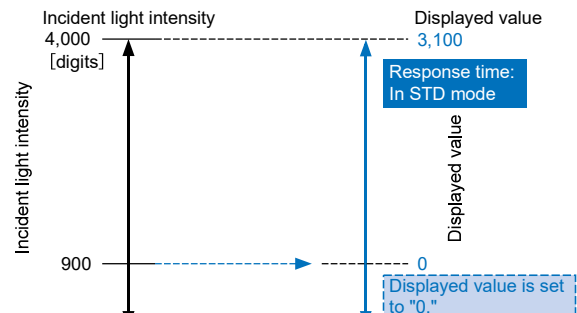 Incident light intensity
Displayed value
4,000
3,100
[digits]
Response time:
In STD mode
Incident light intensity
Displayed value
900
0
Displayed value is set
to "0."